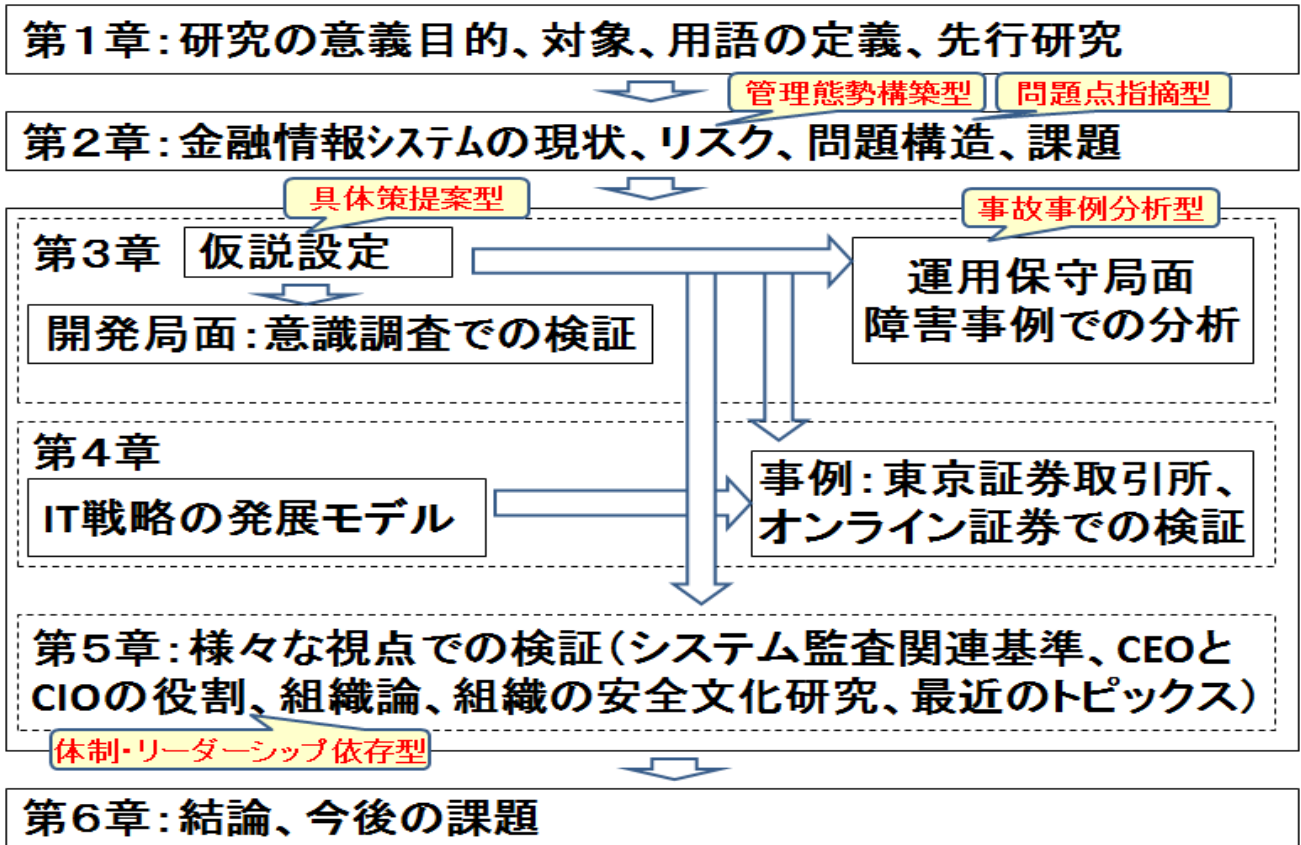 第1章:研究の意義目的、対象、用語の定義、先行研究
管理態勢構築型
問題点指摘型
第2章:金融情報システムの現状、リスク、問題構造、課題
具体策提案型
事故事例分析型
第3章
仮説設定
運用保守局面
障害事例での分析
開発局面:意識調査での検証
第4章
IT戦略の発展モデル
事例:東京証券取引所、
オンライン証券での検証
第5章:様々な視点での検証(システム監査関連基準、CEOと
CIOの役割、組織論、組織の安全文化研究、最近のトピックス)
体制・リーダーシップ依存型
第6章:結論、今後の課題